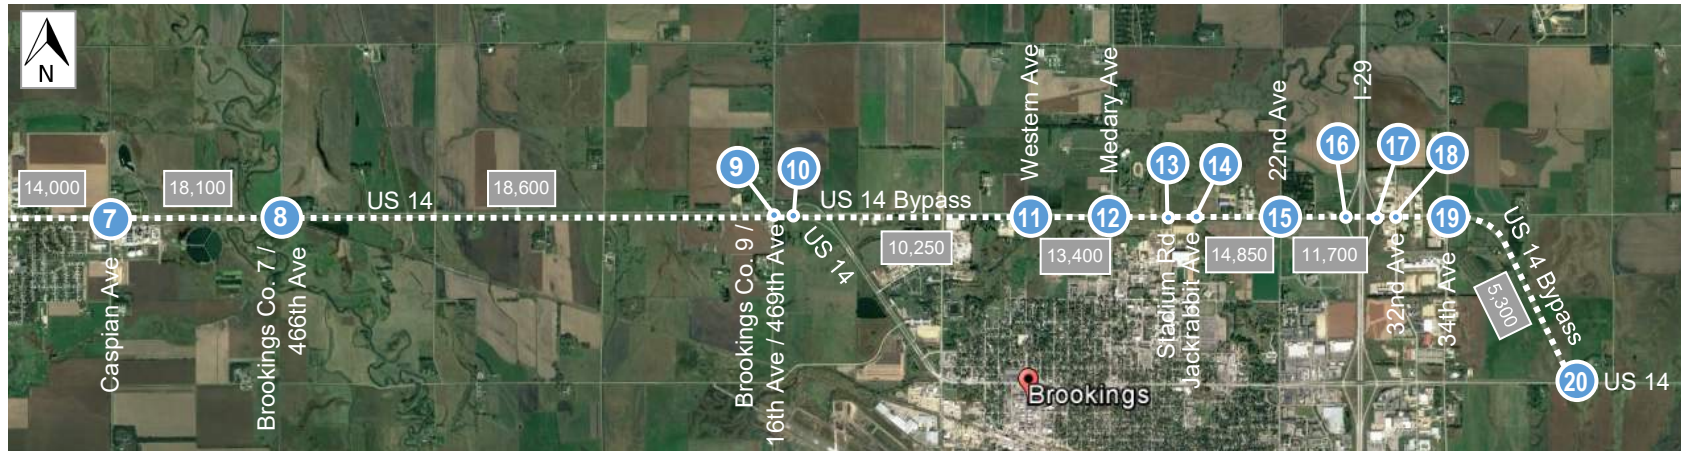 N
14,000
7
18,100
8
US 14
18,600
9
10
US 14 Bypass
US 14
10,250
11
13,400
12
13
14
14,850
15
11,700
16
17
18
19
US 14 Bypass
5,300
20
US 14
Caspian Ave
Brookings Co. 7 /
466th Ave
Brookings Co. 9 /
16th Ave / 469th Ave
Western Ave
Medary Ave
Stadium Rd
Jackrabbit Ave
22nd Ave
I-29
32nd Ave
34th Ave
Brookings